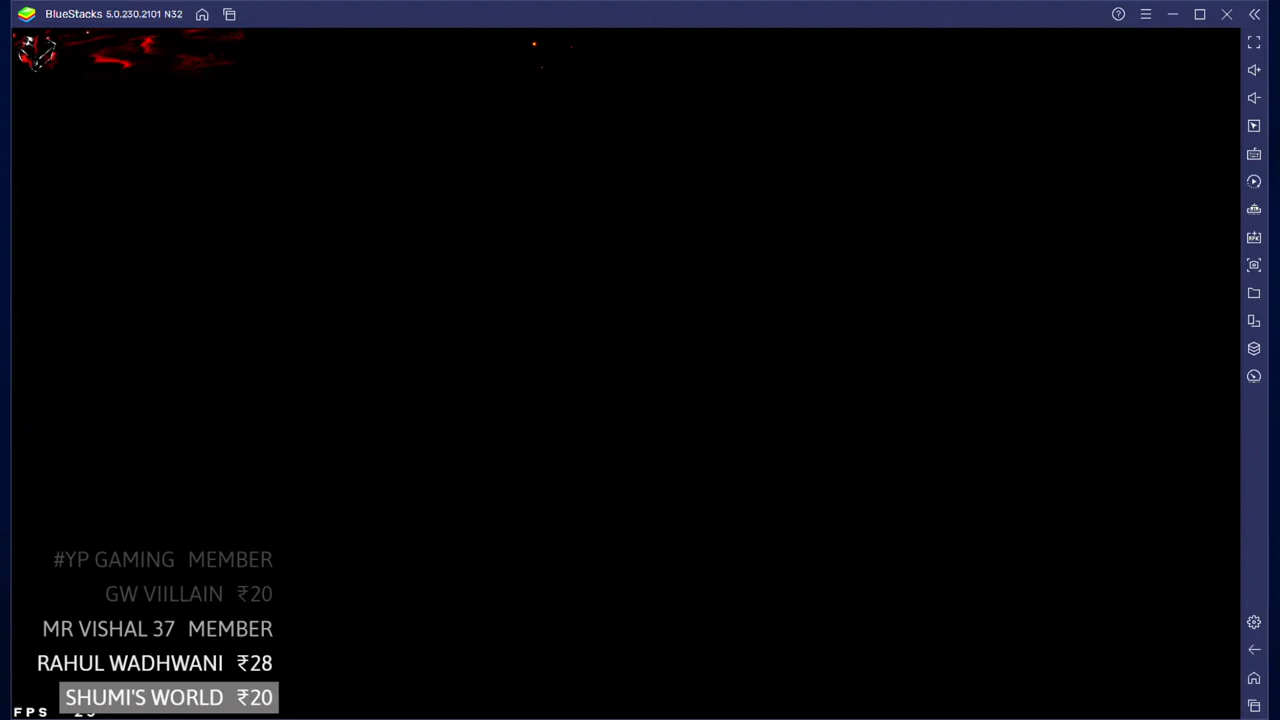 BlueStacks 5.0.230.2101 N32
#YP GAMING MEMBER
GW VIILLAIN ₹20
MR VISHAL 37 MEMBER
RAHUL WADHWANI ₹28
SHUMI'S WORLD ₹20
FPS